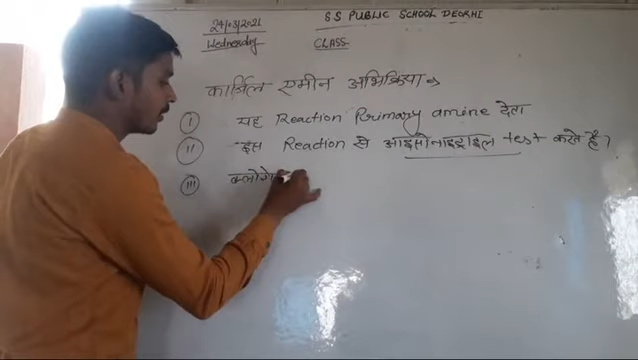 24/03/2021 SS PUBLIC SCHOOL DEORHI
Wednesday CLASS
कार्बिल एमीन अभिक्रिया →
(i) यह Reaction Primary amine देता
(ii) इस Reaction से आइसोनाइट्राइल test करते है।
(iii) क्लोरो